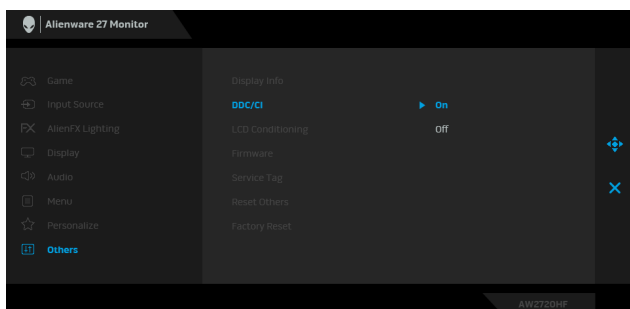 Alienware 27 Monitor
Game
Input Source
FX AlienFX Lighting
Display
Audio
Menu
Personalize
Others
Display Info
DDC/CI
On
LCD Conditioning
Off
Firmware
Service Tag
Reset Others
Factory Reset
AW2720HF